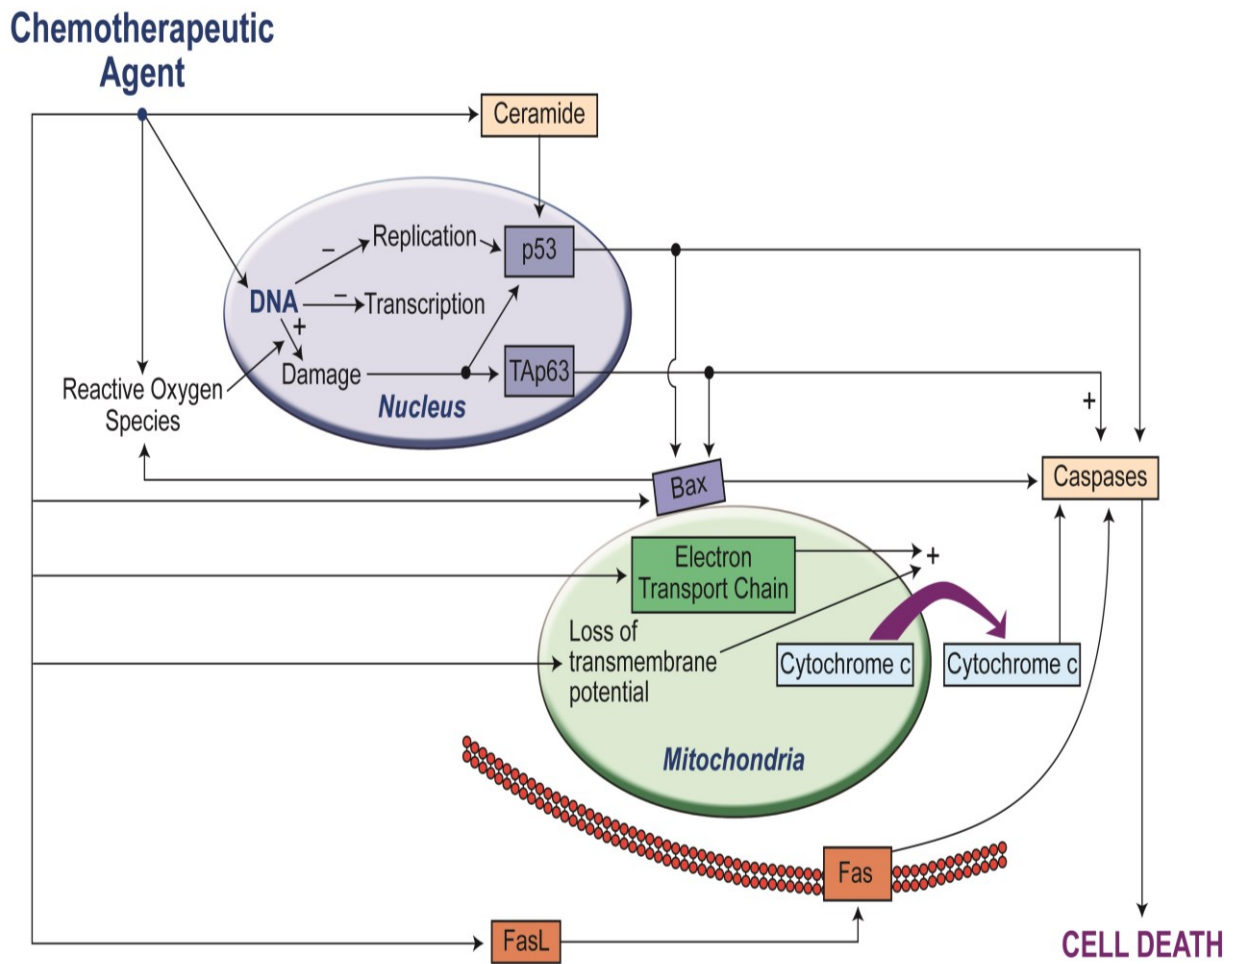 Chemotherapeutic
Agent
Ceramide
Replication
p53
–
DNA
–
Transcription
+
Damage
TAp63
Reactive Oxygen
Species
Nucleus
+
Bax
Caspases
Electron
Transport Chain
+
Loss of
transmembrane
potential
Cytochrome c
Cytochrome c
Mitochondria
Fas
FasL
CELL DEATH